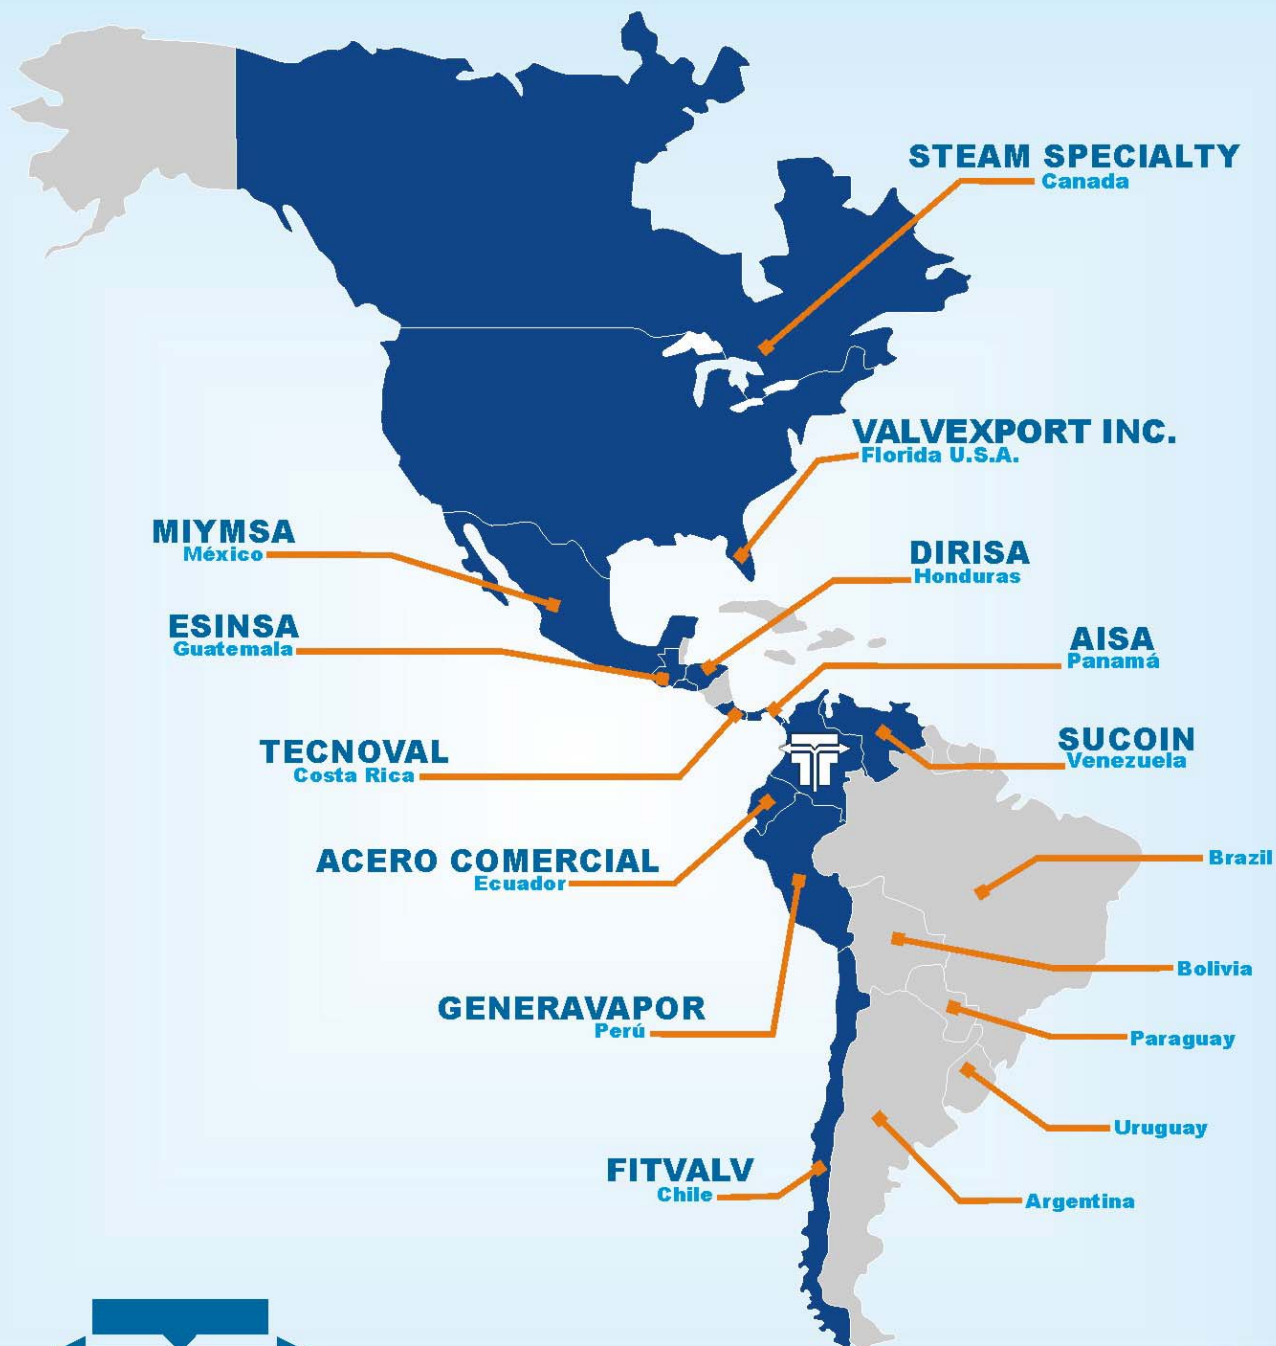 STEAM SPECIALTY
Canada
VALVEXPORT INC.
Florida U.S.A.
MIYMSA
México
DIRISA
Honduras
ESINSA
Guatemala
AISA
Panamá
TECNOVAL
Costa Rica
SUCOIN
Venezuela
ACERO COMERCIAL
Ecuador
Brazil
Bolivia
GENERAVAPOR
Perú
Paraguay
Uruguay
FITVALV
Chile
Argentina